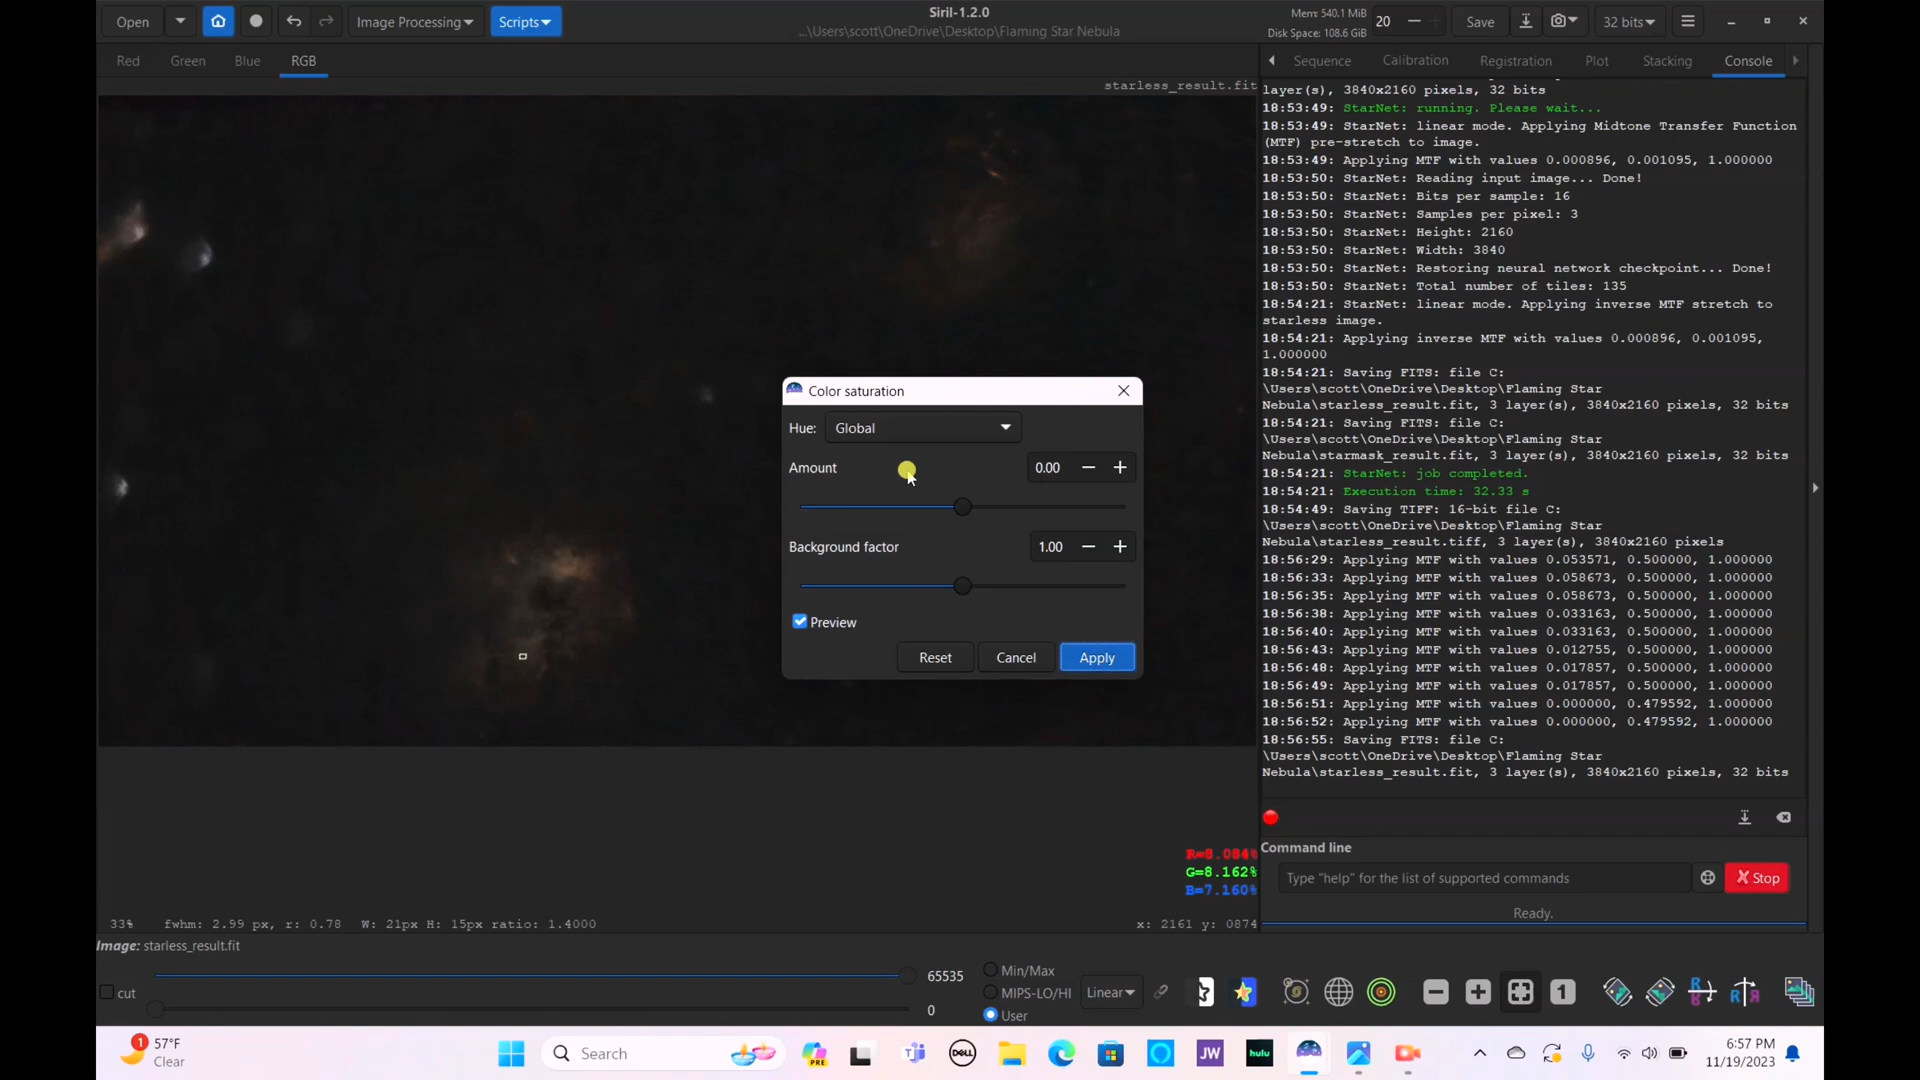 Open
Image Processing
Scripts
Siril-1.2.0
...\Users\scott\OneDrive\Desktop\Flaming Star Nebula
Mem: 540.1 MiB
Disk Space: 108.6 GiB
20
Save
32 bits
Red
Green
Blue
RGB
Sequence
Calibration
Registration
Plot
Stacking
Console
starless_result.fit
layer(s), 3840x2160 pixels, 32 bits
18:53:49: StarNet: running. Please wait...
18:53:49: StarNet: linear mode. Applying Midtone Transfer Function
(MTF) pre-stretch to image.
18:53:49: Applying MTF with values 0.000896, 0.001095, 1.000000
18:53:50: StarNet: Reading input image... Done!
18:53:50: StarNet: Bits per sample: 16
18:53:50: StarNet: Samples per pixel: 3
18:53:50: StarNet: Height: 2160
18:53:50: StarNet: Width: 3840
18:53:50: StarNet: Restoring neural network checkpoint... Done!
18:53:50: StarNet: Total number of tiles: 135
18:54:21: StarNet: linear mode. Applying inverse MTF stretch to
starless image.
18:54:21: Applying inverse MTF with values 0.000896, 0.001095,
1.000000
18:54:21: Saving FITS: file C:
\Users\scott\OneDrive\Desktop\Flaming Star
Nebula\starless_result.fit, 3 layer(s), 3840x2160 pixels, 32 bits
18:54:21: Saving FITS: file C:
\Users\scott\OneDrive\Desktop\Flaming Star
Nebula\starmask_result.fit, 3 layer(s), 3840x2160 pixels, 32 bits
18:54:21: StarNet: job completed.
18:54:21: Execution time: 32.33 s
18:54:49: Saving TIFF: 16-bit file C:
\Users\scott\OneDrive\Desktop\Flaming Star
Nebula\starless_result.tiff, 3 layer(s), 3840x2160 pixels
18:56:29: Applying MTF with values 0.053571, 0.500000, 1.000000
18:56:33: Applying MTF with values 0.058673, 0.500000, 1.000000
18:56:35: Applying MTF with values 0.058673, 0.500000, 1.000000
18:56:38: Applying MTF with values 0.033163, 0.500000, 1.000000
18:56:40: Applying MTF with values 0.033163, 0.500000, 1.000000
18:56:43: Applying MTF with values 0.012755, 0.500000, 1.000000
18:56:48: Applying MTF with values 0.017857, 0.500000, 1.000000
18:56:49: Applying MTF with values 0.017857, 0.500000, 1.000000
18:56:51: Applying MTF with values 0.000000, 0.479592, 1.000000
18:56:52: Applying MTF with values 0.000000, 0.479592, 1.000000
18:56:55: Saving FITS: file C:
\Users\scott\OneDrive\Desktop\Flaming Star
Nebula\starless_result.fit, 3 layer(s), 3840x2160 pixels, 32 bits
Color saturation
Hue: Global
Amount 0.00
Background factor 1.00
Preview
Reset
Cancel
Apply
R=8.084%
G=8.162%
B=7.160%
33% fwhm: 2.99 px, r: 0.78 W: 21px H: 15px ratio: 1.4000
x: 2161 y: 0874
Command line
Type "help" for the list of supported commands
Stop
Ready.
Image: starless_result.fit
cut
65535
0
Min/Max
MIPS-LO/HI
User
Linear
1
R
R
R R
1
57°F
Clear
Search
PRE
DELL
JW
hulu
6:57 PM
11/19/2023